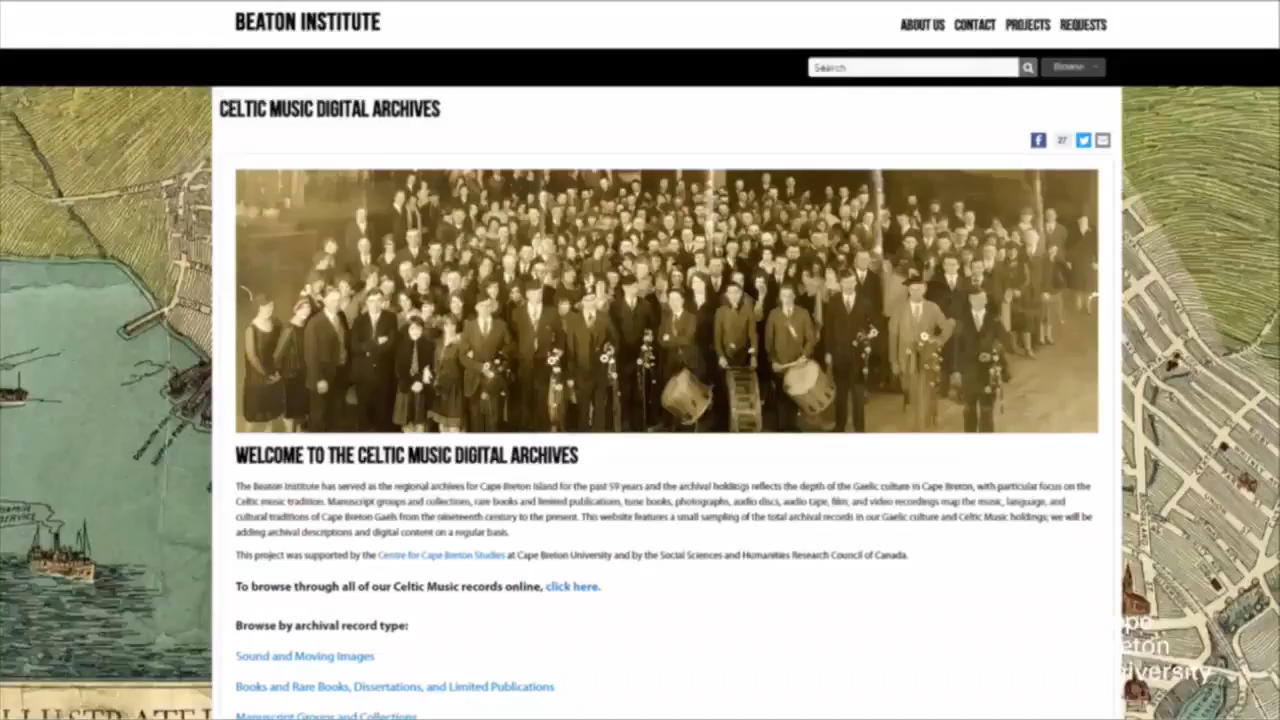 BEATON INSTITUTE
ABOUT US CONTACT PROJECTS REQUESTS
Search
Browse
CELTIC MUSIC DIGITAL ARCHIVES
27
WELCOME TO THE CELTIC MUSIC DIGITAL ARCHIVES
The Beaton Institute has served as the regional archives for Cape Breton Island for the past 59 years and the archival holdings reflects the depth of the Gaelic culture in Cape Breton, with particular focus on the
Celtic music tradition. Manuscript groups and collections, rare books and limited publications, tune books, photographs, audio discs, audio tape, film, and video recordings map the music, language, and
cultural traditions of Cape Breton Gaels from the nineteenth century to the present. This website features a small sampling of the total archival records in our Gaelic culture and Celtic Music holdings; we will be
adding archival descriptions and digital content on a regular basis.
This project was supported by the Centre for Cape Breton Studies at Cape Breton University and by the Social Sciences and Humanities Research Council of Canada.
To browse through all of our Celtic Music records online, click here.
Browse by archival record type:
Sound and Moving Images
Books and Rare Books, Dissertations, and Limited Publications
Manuscript Groups and Collections